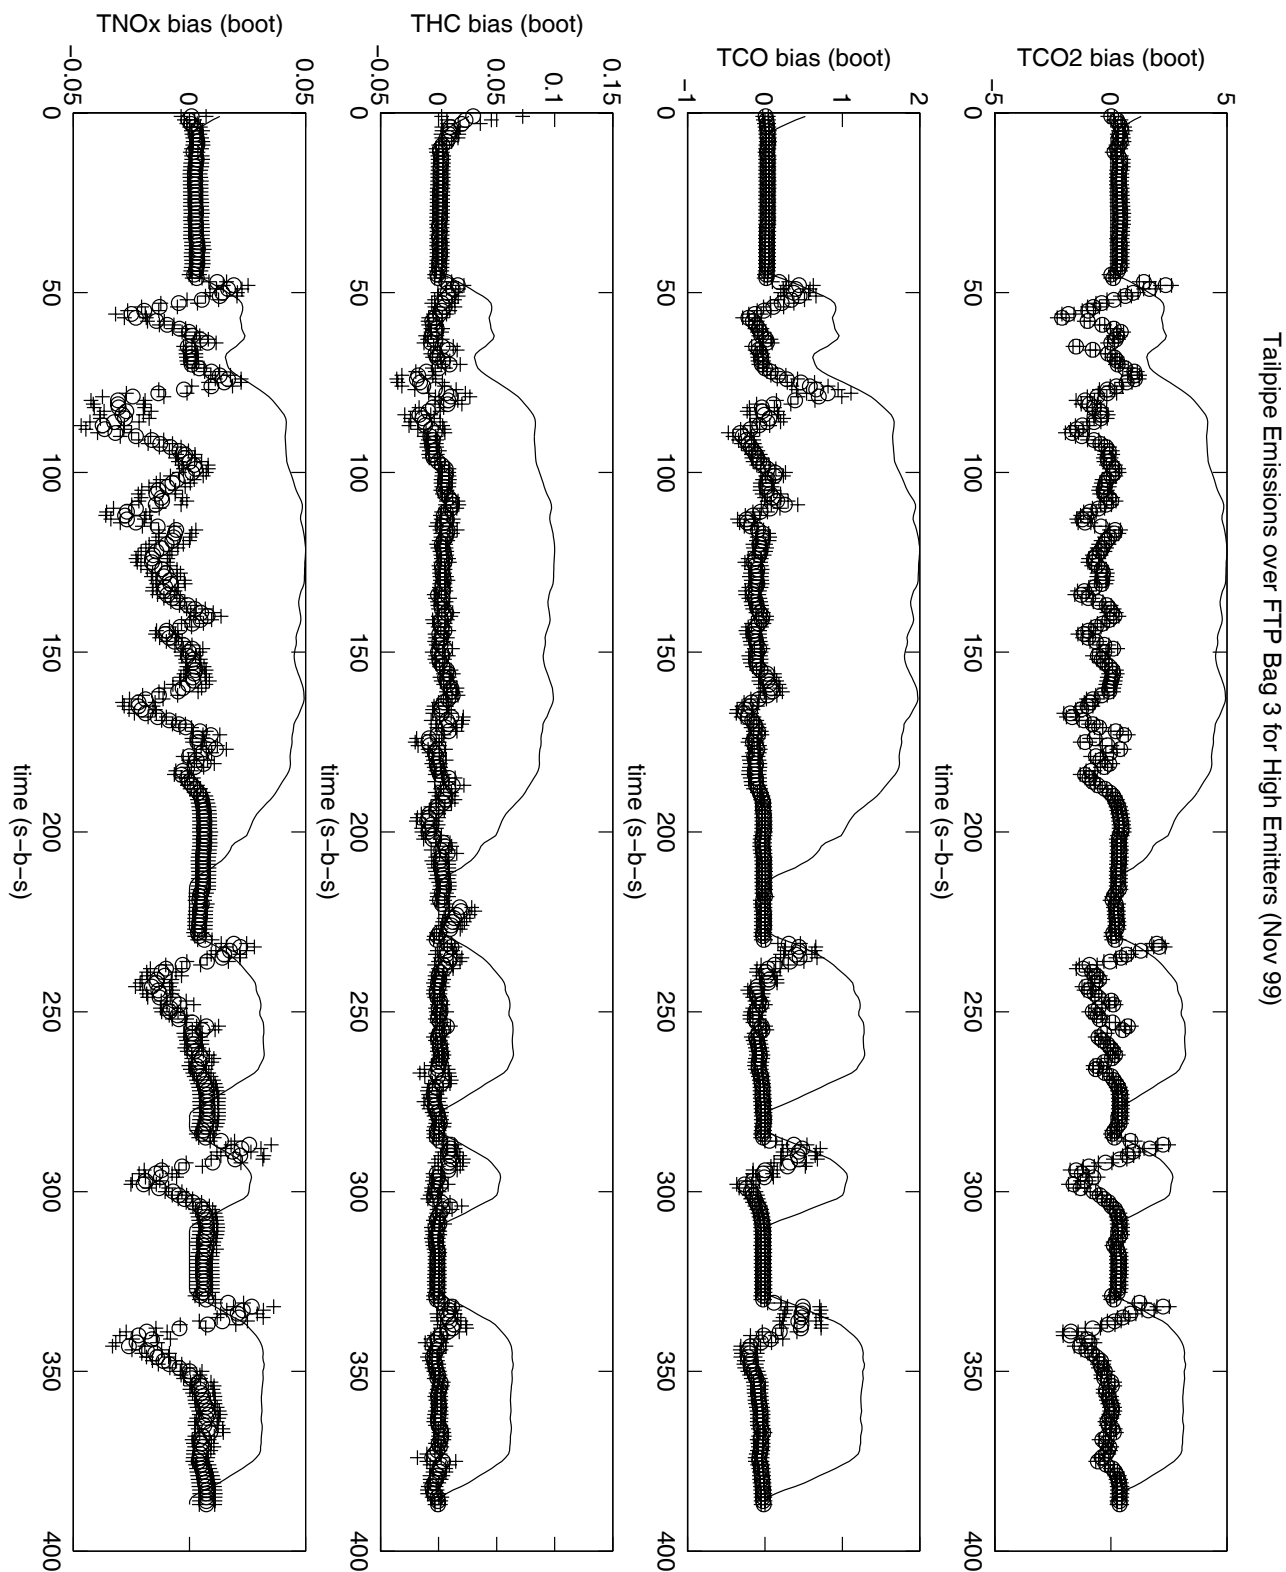 Tailpipe Emissions over FTP Bag 3 for High Emitters (Nov 99)
TCO2 bias (boot)
5
0
−5
0 50 100 150 200 250 300 350 400
time (s−b−s)
TCO bias (boot)
2
1
0
−1
0 50 100 150 200 250 300 350 400
time (s−b−s)
THC bias (boot)
0.15
0.1
0.05
0
−0.05
0 50 100 150 200 250 300 350 400
time (s−b−s)
TNOx bias (boot)
0.05
0
−0.05
0 50 100 150 200 250 300 350 400
time (s−b−s)